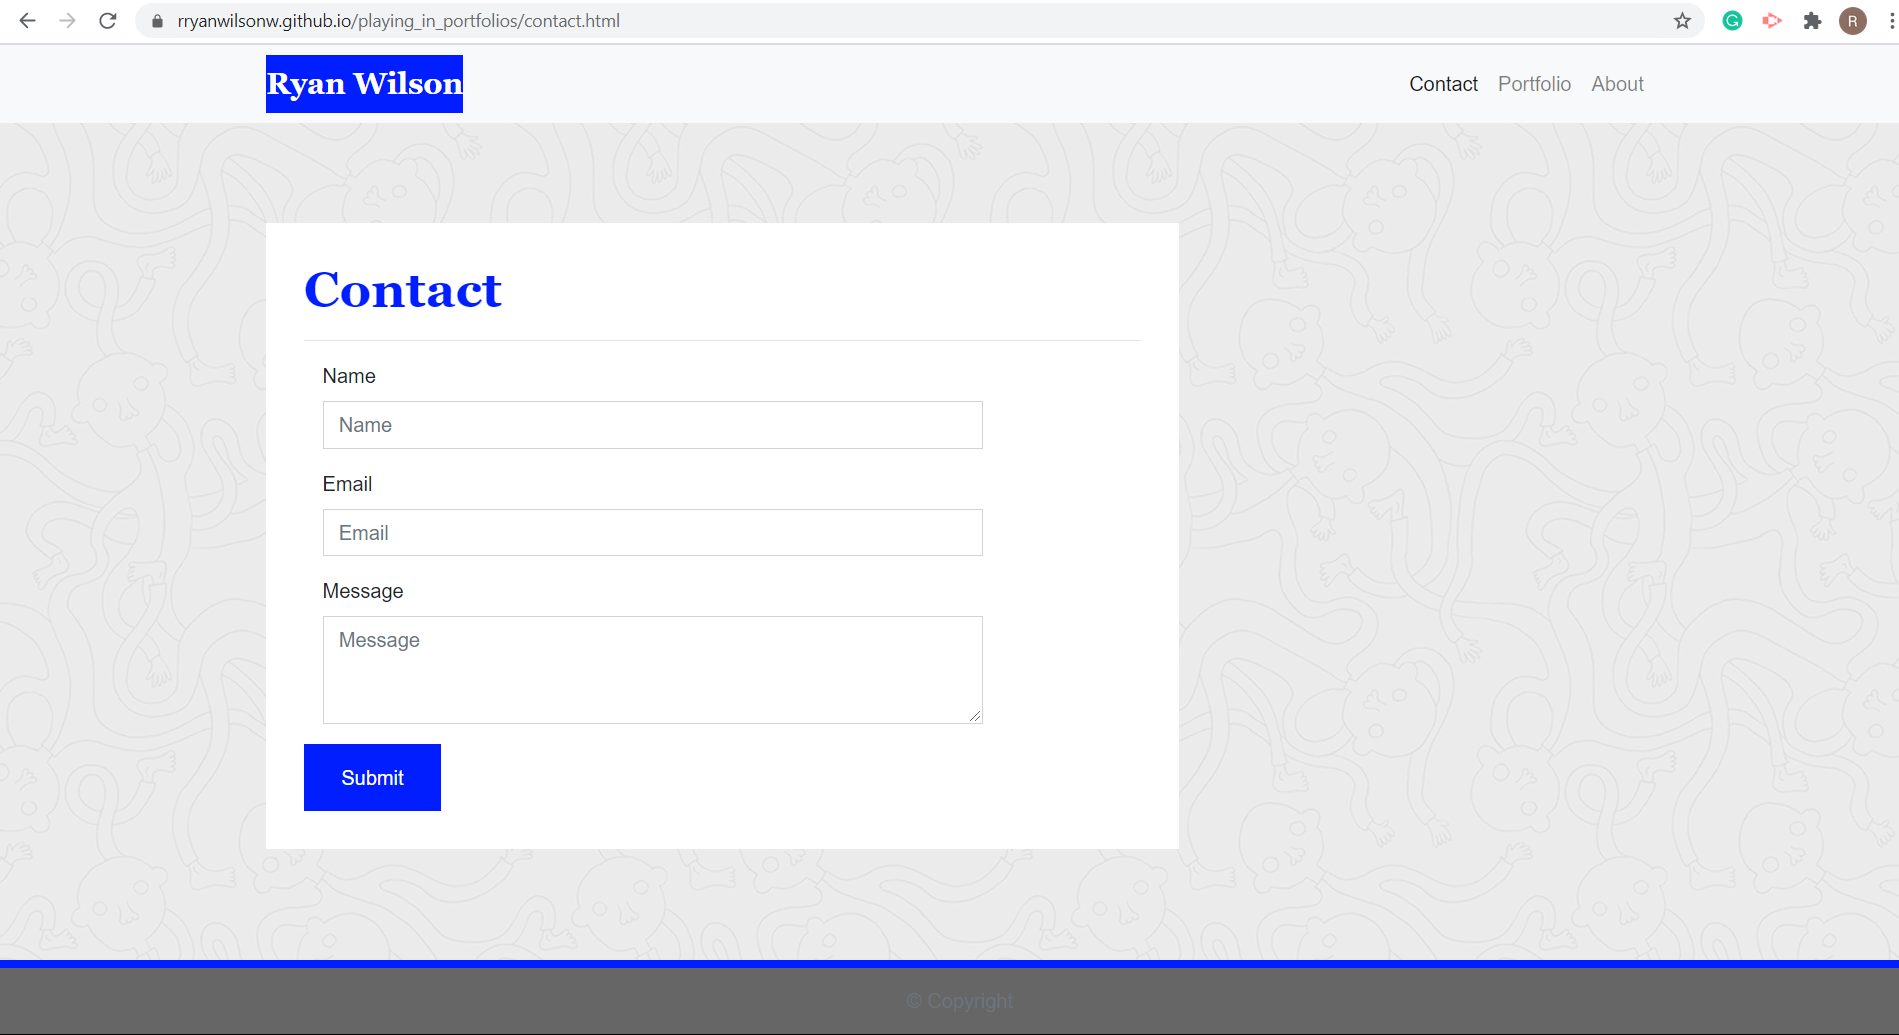 rryanwilsonw.github.io/playing_in_portfolios/contact.html
R
Ryan Wilson
Contact Portfolio About
Contact
Name
Name
Email
Email
Message
Message
Submit
© Copyright